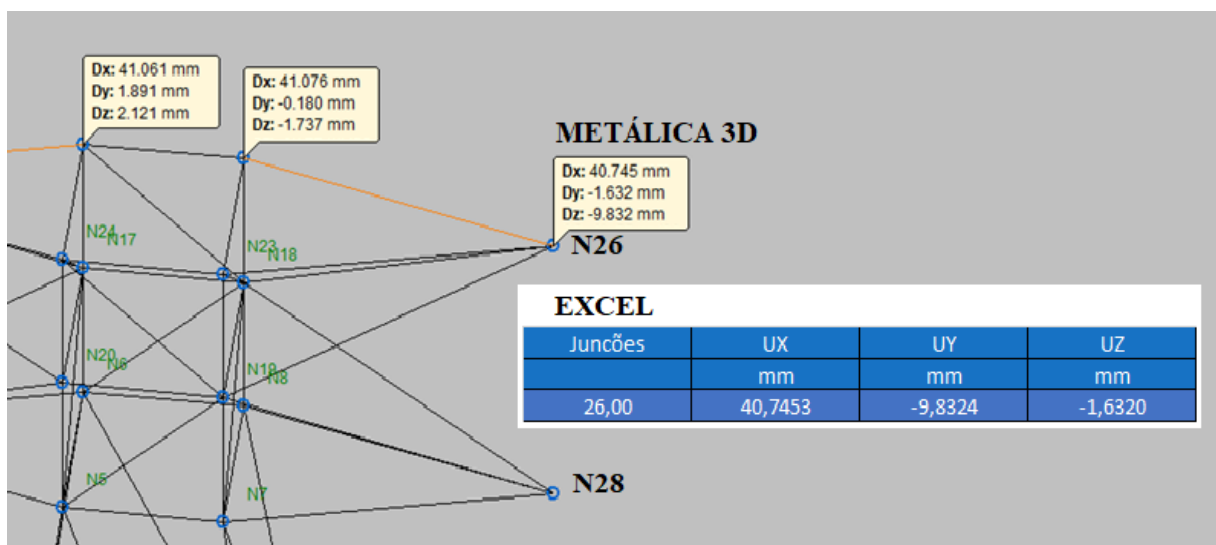 Dx: 41.061 mm
Dy: 1.891 mm
Dz: 2.121 mm
Dx: 41.076 mm
Dy: -0.180 mm
Dz: -1.737 mm
METÁLICA 3D
Dx: 40.745 mm
Dy: -1.632 mm
Dz: -9.832 mm
N24 N17
N23 N18
N26
EXCEL
Juncões UX UY UZ
mm mm mm
26,00 40,7453 -9,8324 -1,6320
N20 N6
N19 N8
N5
N7
N28